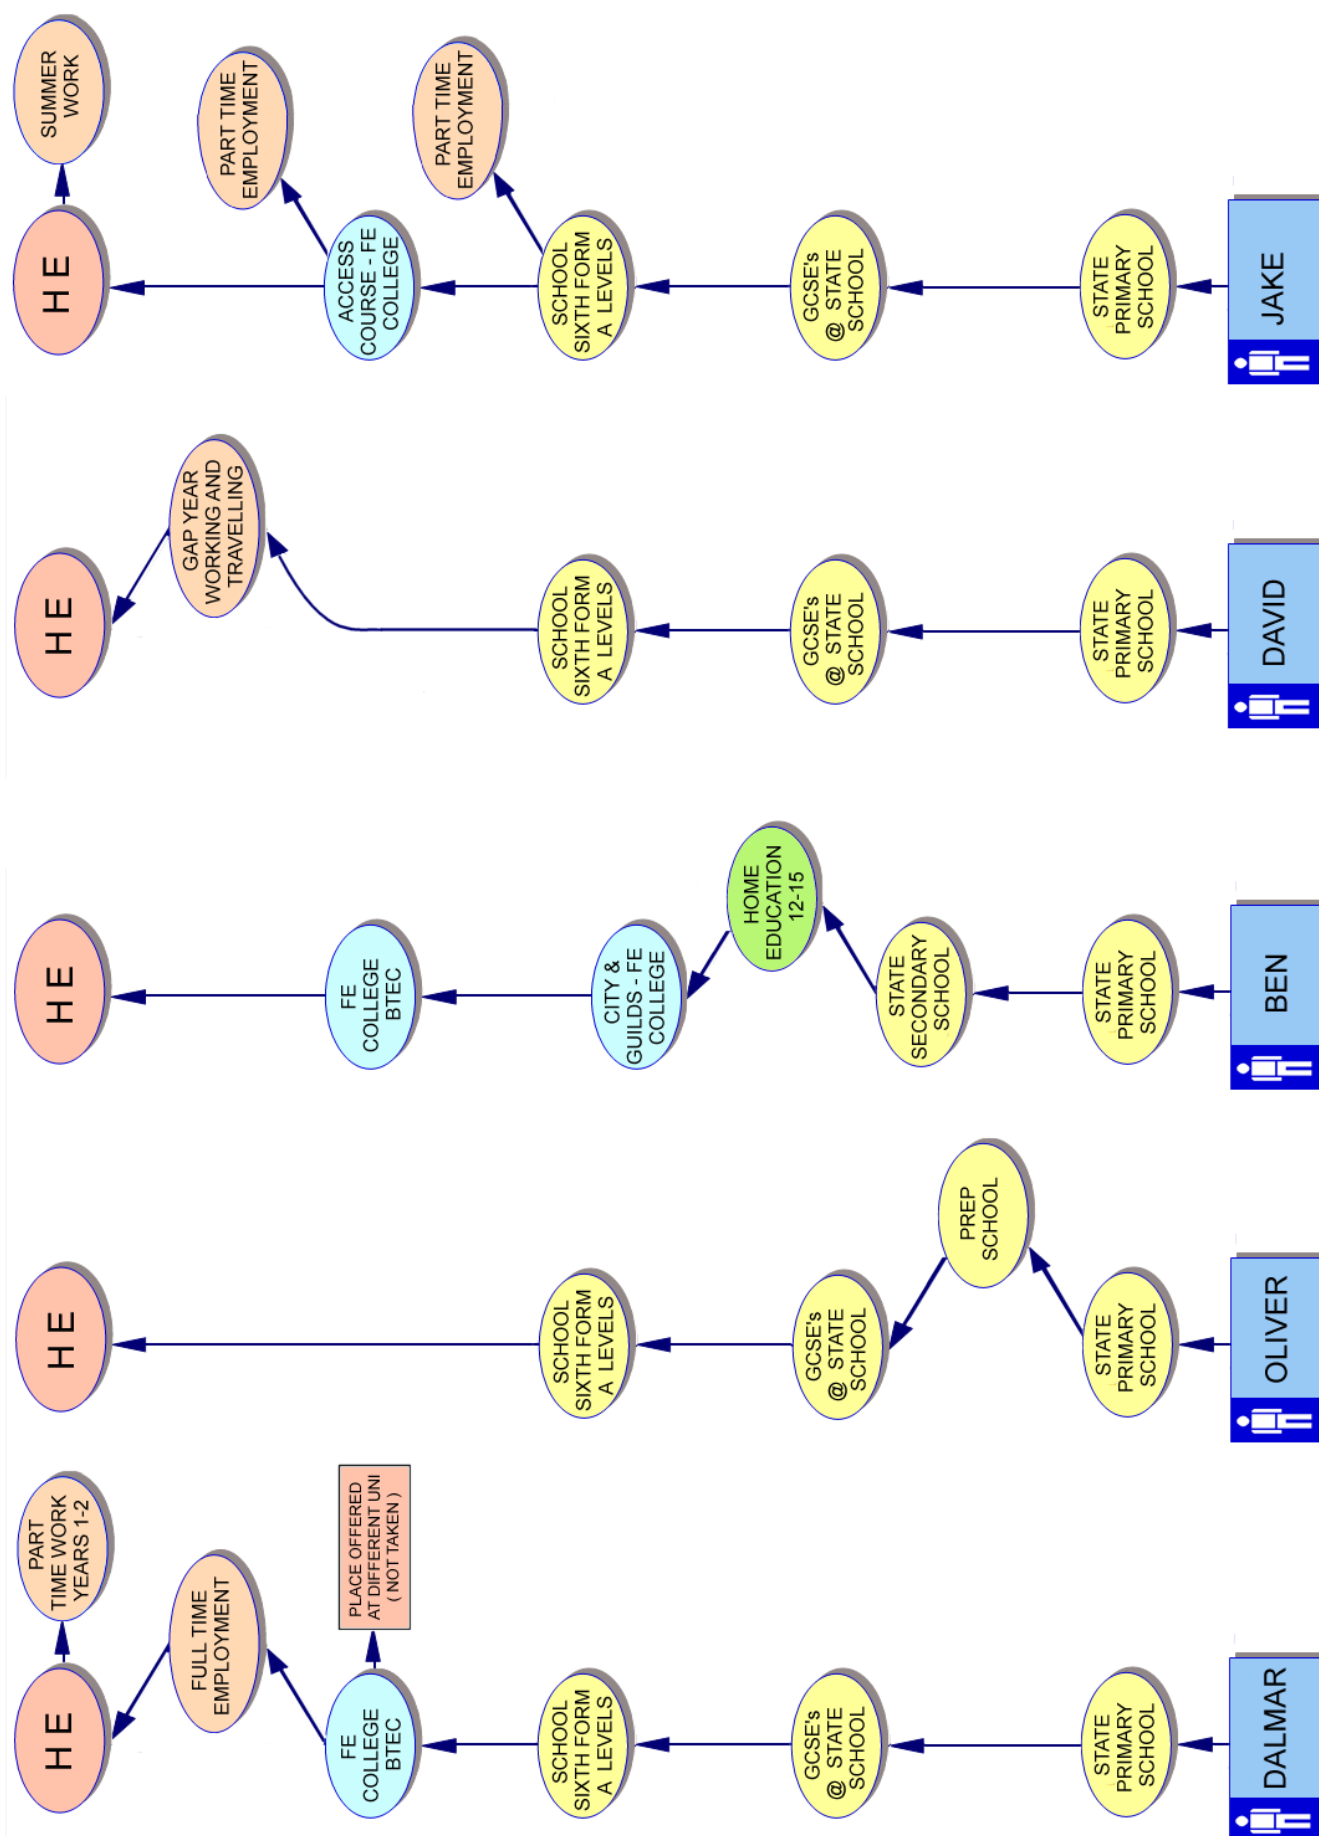 SUMMER
WORK
H E
PART TIME
EMPLOYMENT
PART TIME
EMPLOYMENT
ACCESS
COURSE - FE
COLLEGE
SCHOOL
SIXTH FORM
A LEVELS
GCSE's
@ STATE
SCHOOL
STATE
PRIMARY
SCHOOL
JAKE
H E
GAP YEAR
WORKING AND
TRAVELLING
SCHOOL
SIXTH FORM
A LEVELS
GCSE's
@ STATE
SCHOOL
STATE
PRIMARY
SCHOOL
DAVID
H E
FE
COLLEGE
BTEC
CITY &
GUILDS - FE
COLLEGE
HOME
EDUCATION
12-15
STATE
SECONDARY
SCHOOL
STATE
PRIMARY
SCHOOL
BEN
H E
SCHOOL
SIXTH FORM
A LEVELS
GCSE's
@ STATE
SCHOOL
PREP
SCHOOL
STATE
PRIMARY
SCHOOL
OLIVER
PART
TIME WORK
YEARS 1-2
H E
FULL TIME
EMPLOYMENT
PLACE OFFERED
AT DIFFERENT UNI
( NOT TAKEN )
FE
COLLEGE
BTEC
SCHOOL
SIXTH FORM
A LEVELS
GCSE's
@ STATE
SCHOOL
STATE
PRIMARY
SCHOOL
DALMAR